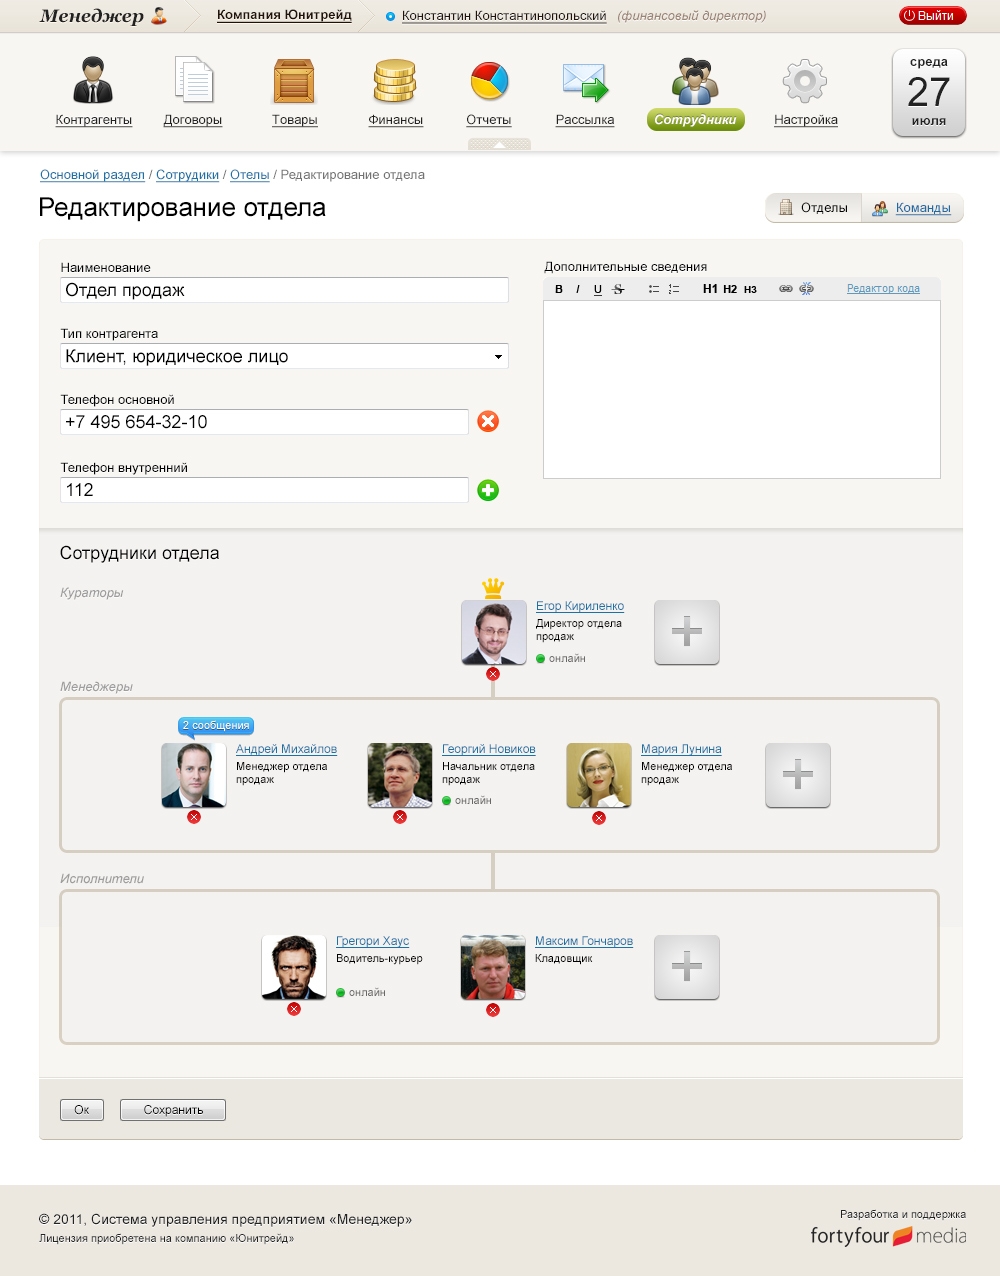 Менеджер
Компания Юнитрейд
Константин Константинопольский (финансовый директор)
Выйти
Контрагенты
Договоры
Товары
Финансы
Отчеты
Рассылка
Сотрудники
Настройка
среда
27
июля
Основной раздел / Сотрудики / Отелы / Редактирование отдела
Редактирование отдела
Отделы
Команды
Наименование
Отдел продаж
Тип контрагента
Клиент, юридическое лицо
Телефон основной
+7 495 654-32-10
Телефон внутренний
112
Дополнительные сведения
B I U S H1 H2 H3 Редактор кода
Сотрудники отдела
Кураторы
Егор Кириленко
Директор отдела
продаж
онлайн
Менеджеры
2 сообщения
Андрей Михайлов
Менеджер отдела
продаж
Георгий Новиков
Начальник отдела
продаж
онлайн
Мария Лунина
Менеджер отдела
продаж
Исполнители
Грегори Хаус
Водитель-курьер
онлайн
Максим Гончаров
Кладовщик
Ок
Сохранить
© 2011, Система управления предприятием «Менеджер»
Лицензия приобретена на компанию «Юнитрейд»
Разработка и поддержка
fortyfour media